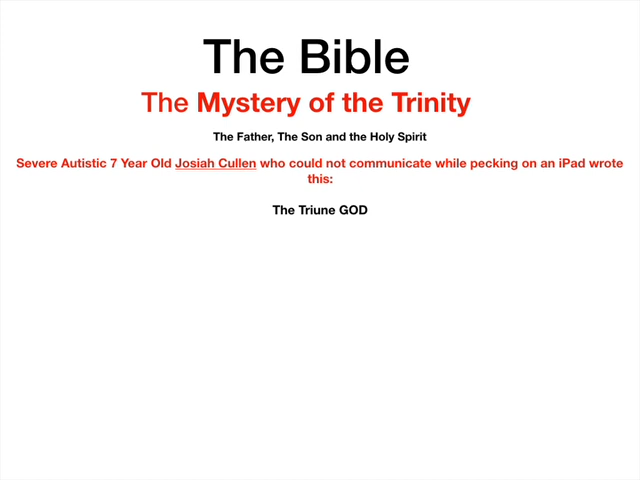 The Bible
The Mystery of the Trinity
The Father, The Son and the Holy Spirit
Severe Autistic 7 Year Old Josiah Cullen who could not communicate while pecking on an iPad wrote
this:
The Triune GOD